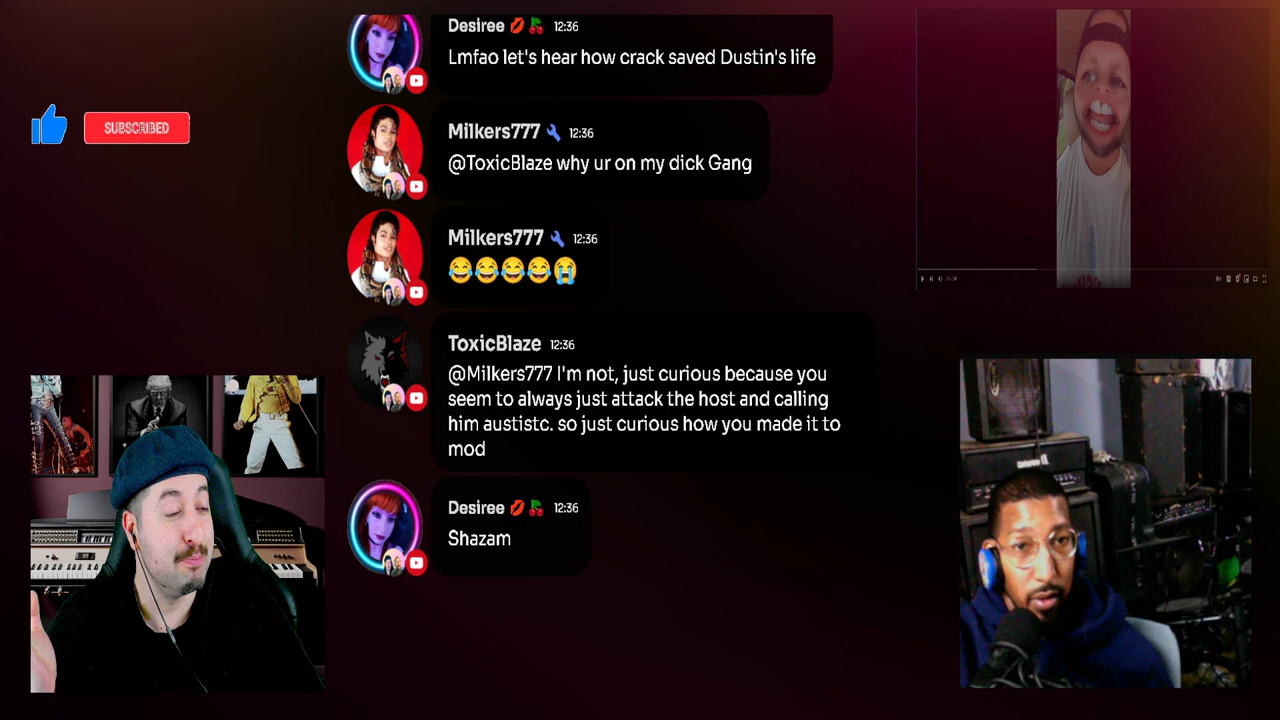 Desiree 💋🍒 12:36
Lmfao let's hear how crack saved Dustin's life
SUBSCRIBED
Milkers777 🔧 12:36
@ToxicBlaze why ur on my dick Gang
Milkers777 🔧 12:36
😂😂😂😂😭
ToxicBlaze 12:36
@Milkers777 I'm not, just curious because you
seem to always just attack the host and calling
him austistc. so just curious how you made it to
mod
Desiree 💋🍒 12:36
Shazam